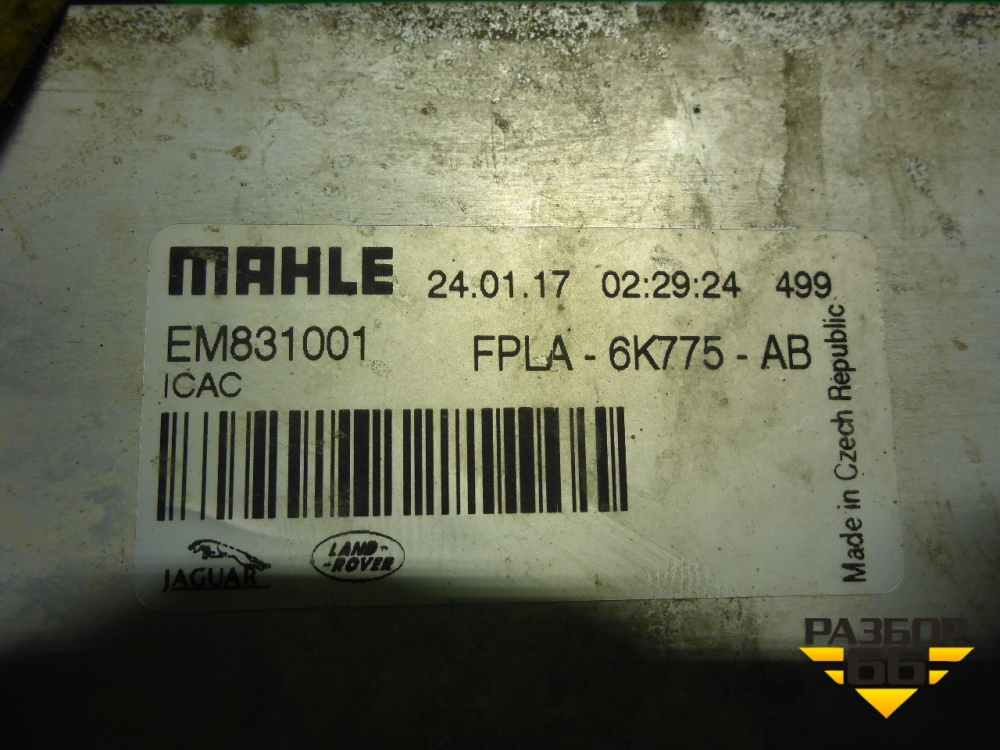 MAHLE 24.01.17 02:29:24 499
EM831001 FPLA - 6K775 - AB
ICAC
Made in Czech Republic
JAGUAR
LAND-
-ROVER
РАЗБОР
66